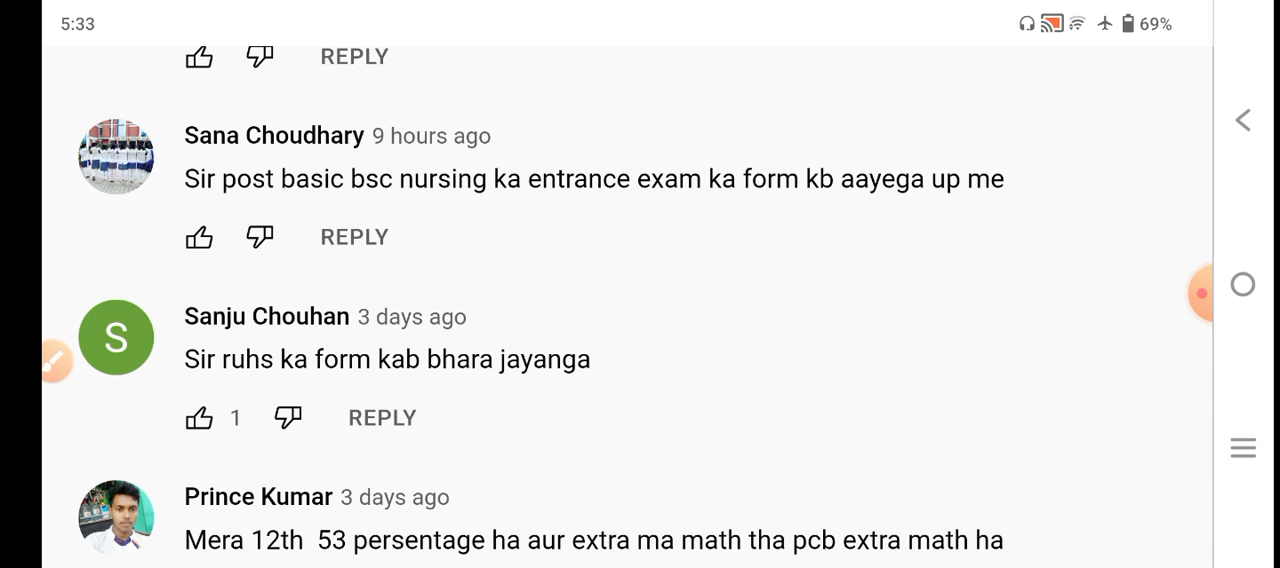 5:33 69%
REPLY
Sana Choudhary 9 hours ago
Sir post basic bsc nursing ka entrance exam ka form kb aayega up me
REPLY
Sanju Chouhan 3 days ago
S
Sir ruhs ka form kab bhara jayanga
1 REPLY
Prince Kumar 3 days ago
Mera 12th 53 persentage ha aur extra ma math tha pcb extra math ha